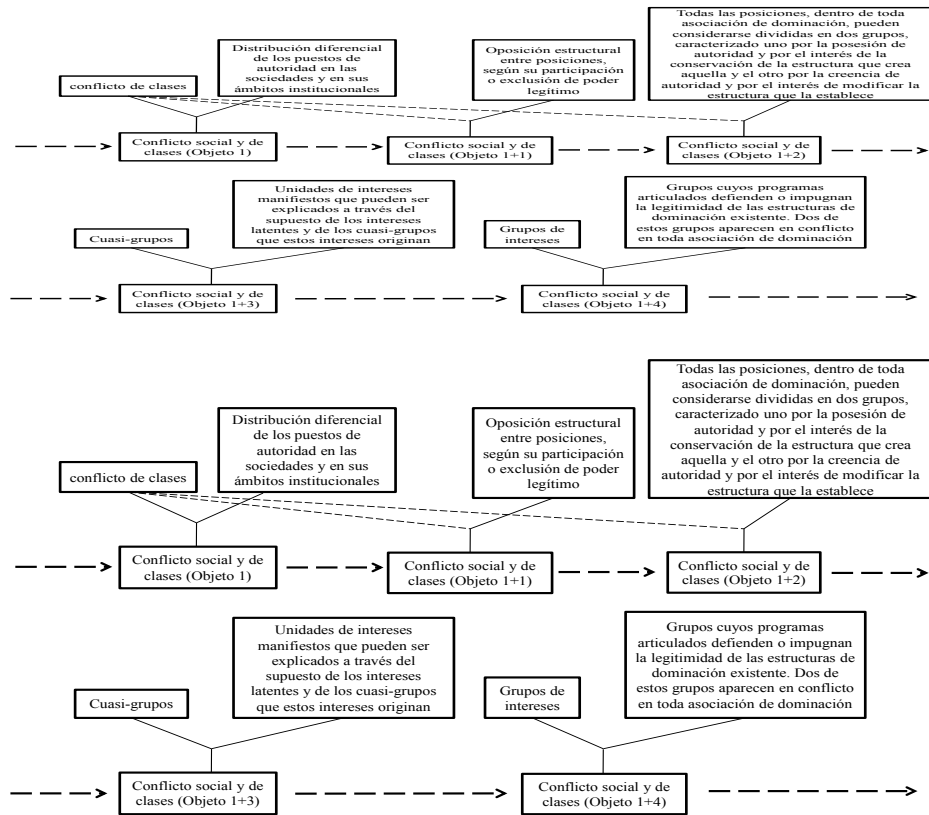 conflicto de clases
Distribución diferencial
de los puestos de
autoridad en las
sociedades y en sus
ámbitos institucionales
Oposición estructural
entre posiciones,
según su participación
o exclusión de poder
legítimo
Todas las posiciones, dentro de toda
asociación de dominación, pueden
considerarse divididas en dos grupos,
caracterizado uno por la posesión de
autoridad y por el interés de la
conservación de la estructura que crea
aquella y el otro por la creencia de
autoridad y por el interés de modificar la
estructura que la establece
Conflicto social y de
clases (Objeto 1)
Conflicto social y de
clases (Objeto 1+1)
Conflicto social y de
clases (Objeto 1+2)
Cuasi-grupos
Unidades de intereses
manifiestos que pueden ser
explicados a través del
supuesto de los intereses
latentes y de los cuasi-grupos
que estos intereses originan
Grupos de
intereses
Grupos cuyos programas
articulados defienden o impugnan
la legitimidad de las estructuras de
dominación existente. Dos de
estos grupos aparecen en conflicto
en toda asociación de dominación
Conflicto social y de
clases (Objeto 1+3)
Conflicto social y de
clases (Objeto 1+4)
conflicto de clases
Distribución diferencial
de los puestos de
autoridad en las
sociedades y en sus
ámbitos institucionales
Oposición estructural
entre posiciones,
según su participación
o exclusión de poder
legítimo
Todas las posiciones, dentro de toda
asociación de dominación, pueden
considerarse divididas en dos grupos,
caracterizado uno por la posesión de
autoridad y por el interés de la
conservación de la estructura que crea
aquella y el otro por la creencia de
autoridad y por el interés de modificar la
estructura que la establece
Conflicto social y de
clases (Objeto 1)
Conflicto social y de
clases (Objeto 1+1)
Conflicto social y de
clases (Objeto 1+2)
Cuasi-grupos
Unidades de intereses
manifiestos que pueden ser
explicados a través del
supuesto de los intereses
latentes y de los cuasi-grupos
que estos intereses originan
Grupos de
intereses
Grupos cuyos programas
articulados defienden o impugnan
la legitimidad de las estructuras de
dominación existente. Dos de
estos grupos aparecen en conflicto
en toda asociación de dominación
Conflicto social y de
clases (Objeto 1+3)
Conflicto social y de
clases (Objeto 1+4)